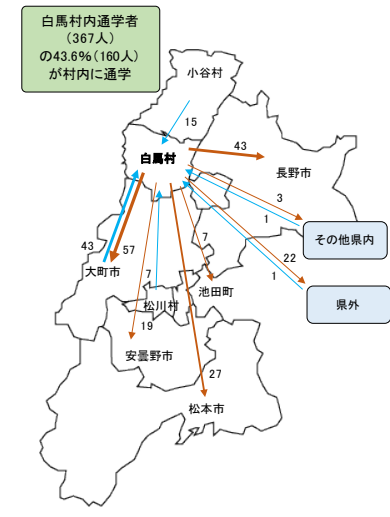 白馬村内通学者
（367人）
の43.6％（160人）
が村内に通学
小谷村
15
白馬村
43
長野市
3
1
その他県内
43
57
7
7
22
大町市
1
池田町
松川村
県外
19
安曇野市
27
松本市